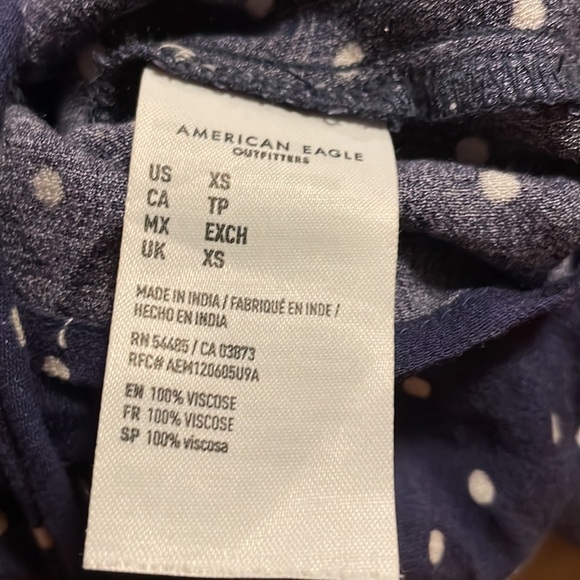 AMERICAN EAGLE
OUTFITTERS
US XS
CA TP
MX EXCH
UK XS
MADE IN INDIA / FABRIQUÉ EN INDE /
HECHO EN INDIA
RN 54485 / CA 03873
RFC# AEM120605U9A
EN 100% VISCOSE
FR 100% VISCOSE
SP 100% viscosa